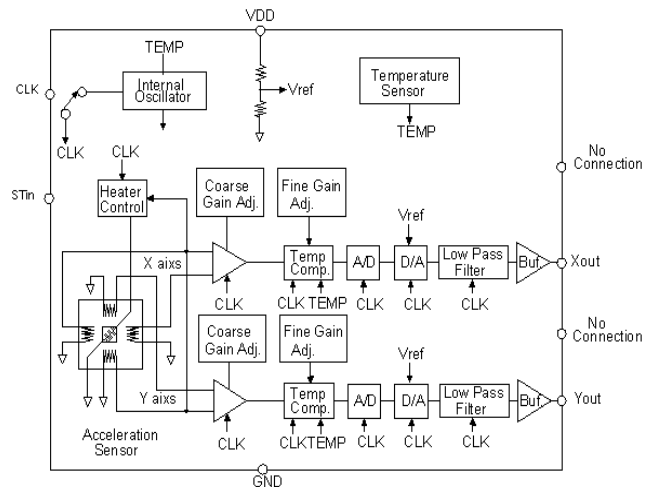 VDD
TEMP
CLK
Internal
Oscillator
Vref
Temperature
Sensor
TEMP
CLK
CLK
No
Connection
STin
Heater
Control
Coarse
Gain Adj.
Fine Gain
Adj.
Vref
X aixs
Temp
Comp.
A/D
D/A
Low Pass
Filter
Buf.
Xout
CLK
CLK
TEMP
CLK
CLK
CLK
Coarse
Gain Adj.
Fine Gain
Adj.
No
Connection
Vref
Y aixs
Temp
Comp.
A/D
D/A
Low Pass
Filter
Buf.
Yout
CLK
CLK
TEMP
CLK
CLK
CLK
Acceleration
Sensor
GND